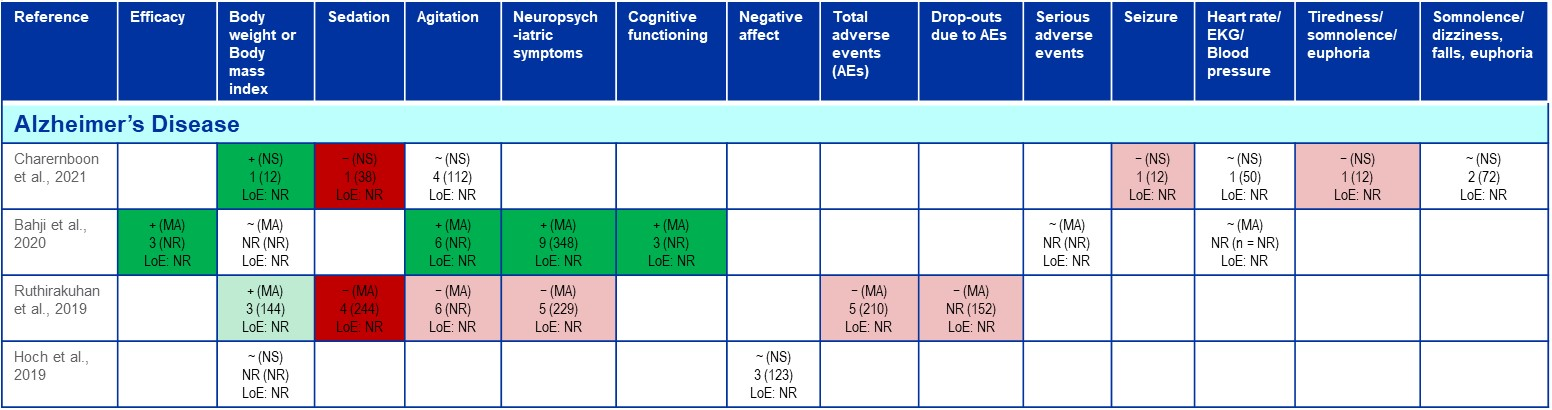 Reference
Efficacy
Body
weight or
Body
mass
index
Sedation
Agitation
Neuropsych
-iatric
symptoms
Cognitive
functioning
Negative
affect
Total
adverse
events
(AEs)
Drop-outs
due to AEs
Serious
adverse
events
Seizure
Heart rate/
EKG/
Blood
pressure
Tiredness/
somnolence/
euphoria
Somnolence/
dizziness,
falls, euphoria
Alzheimer’s Disease
Charernboon
et al., 2021
+ (NS)
1 (12)
LoE: NR
− (NS)
1 (38)
LoE: NR
~ (NS)
4 (112)
LoE: NR
− (NS)
1 (12)
LoE: NR
~ (NS)
1 (50)
LoE: NR
− (NS)
1 (12)
LoE: NR
~ (NS)
2 (72)
LoE: NR
Bahji et al.,
2020
+ (MA)
3 (NR)
LoE: NR
~ (MA)
NR (NR)
LoE: NR
+ (MA)
6 (NR)
LoE: NR
+ (MA)
9 (348)
LoE: NR
+ (MA)
3 (NR)
LoE: NR
~ (MA)
NR (NR)
LoE: NR
~ (MA)
NR (n = NR)
LoE: NR
Ruthirakuhan
et al., 2019
+ (MA)
3 (144)
LoE: NR
− (MA)
4 (244)
LoE: NR
− (MA)
6 (NR)
LoE: NR
− (MA)
5 (229)
LoE: NR
− (MA)
5 (210)
LoE: NR
− (MA)
NR (152)
LoE: NR
Hoch et al.,
2019
~ (NS)
NR (NR)
LoE: NR
~ (NS)
3 (123)
LoE: NR